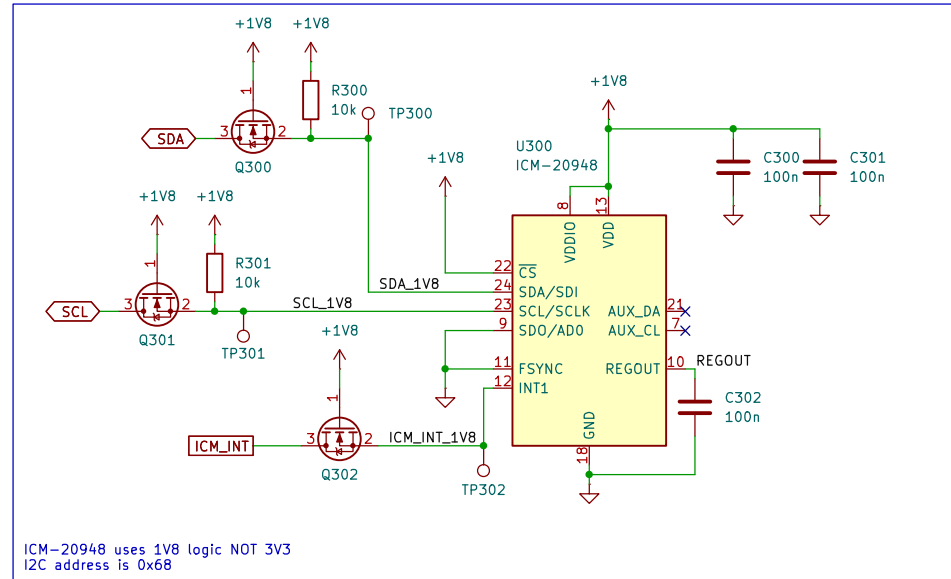 +1V8 +1V8
1
R300
10k
TP300
SDA
3
2
Q300
+1V8
+1V8 +1V8
1
R301
10k
SCL
3
2
Q301
SCL_1V8
TP301
SDA_1V8
+1V8
1
ICM_INT
3
2
Q302
ICM_INT_1V8
TP302
+1V8
U300
ICM-20948
C300
100n
C301
100n
8
13
VDDIO
VDD
22 CS
24 SDA/SDI
23 SCL/SCLK
9 SDO/AD0
11 FSYNC
12 INT1
AUX_DA 21
AUX_CL 7
REGOUT 10
REGOUT
C302
100n
GND
18
ICM-20948 uses 1V8 logic NOT 3V3
I2C address is 0x68